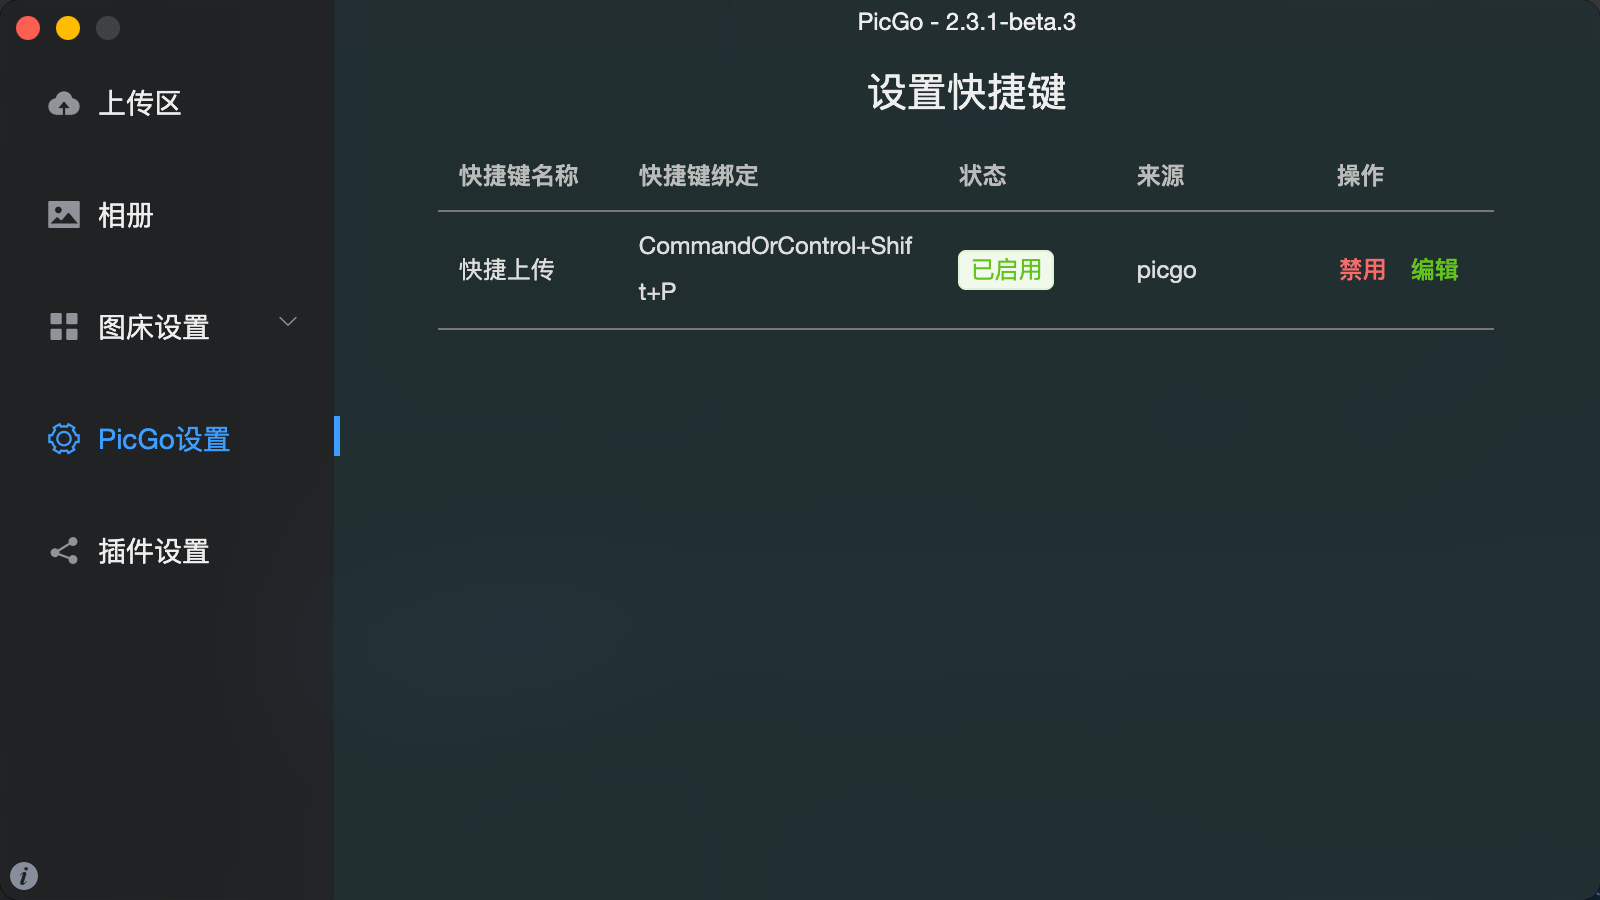 PicGo - 2.3.1-beta.3
上传区
相册
图床设置
PicGo设置
插件设置
设置快捷键
快捷键名称 快捷键绑定 状态 来源 操作
快捷上传 CommandOrControl+Shif
t+P 已启用 picgo 禁用 编辑